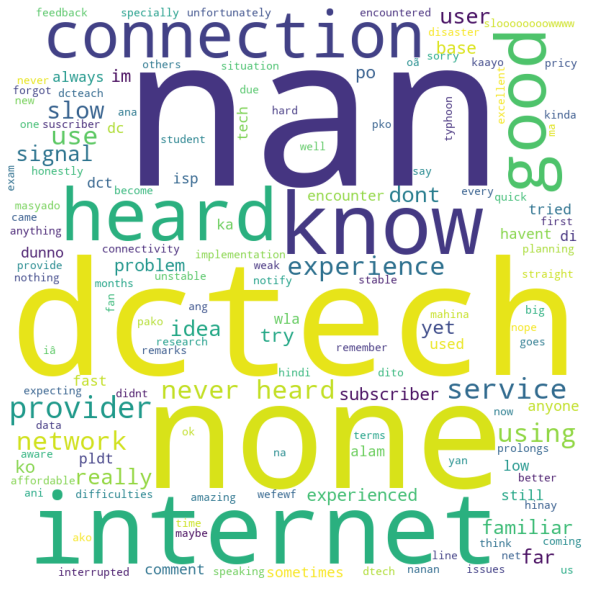 feedback specially unfortunately encountered slooooooooowwww
connection user disaster
others situation oâ sorry base
always im po kaayo pricy
never forgot dcteach due
new slow ana hard typhoon kinda
one suscriber dc tech nan pko excellent good
use student well ma
signal isp say
exam honestly dct become every quick
masyado heard ka know encounter dont tried
came havent first
anything dunno di
connectivity implementation experience planning
provide problem weak stable
nothing unstable notify straight
months
fan ang dctech mahina big
pako wla yet
idea try used nope goes
research remarks remember
iâ hindi dito
expecting never heard subscriber service
provider didnt none anyone now
data ok terms using
network alam prolongs
aware pldt na yan low better
ko really
affordable wefewf still hinay
ani difficulties amazing experienced
internet familiar
time think coming
ako maybe line net far
interrupted comment speaking sometimes dtech nanan issues us